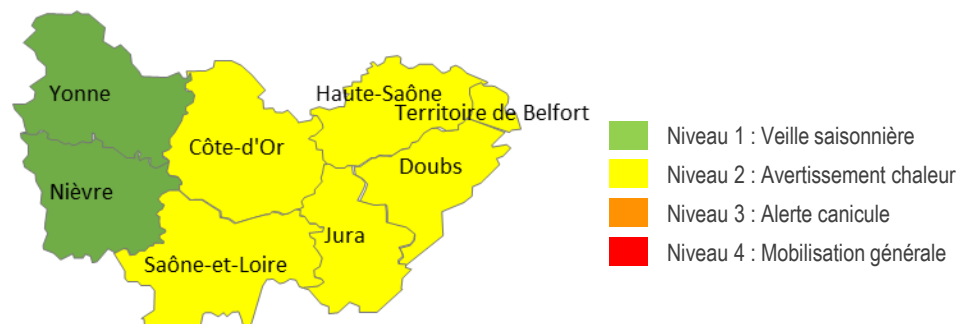 Yonne
Haute-Saône
Territoire de Belfort
Côte-d'Or
Doubs
Nièvre
Jura
Saône-et-Loire
Niveau 1 : Veille saisonnière
Niveau 2 : Avertissement chaleur
Niveau 3 : Alerte canicule
Niveau 4 : Mobilisation générale